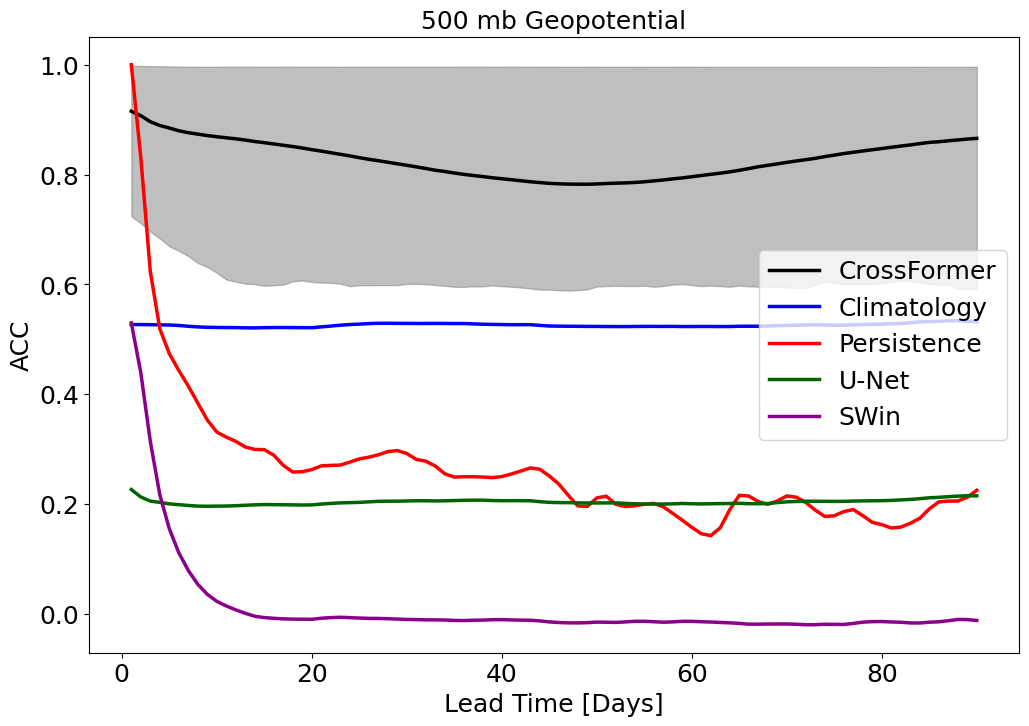 500 mb Geopotential
ACC
1.0
0.8
0.6
0.4
0.2
0.0
CrossFormer
Climatology
Persistence
U-Net
SWin
0 20 40 60 80
Lead Time [Days]